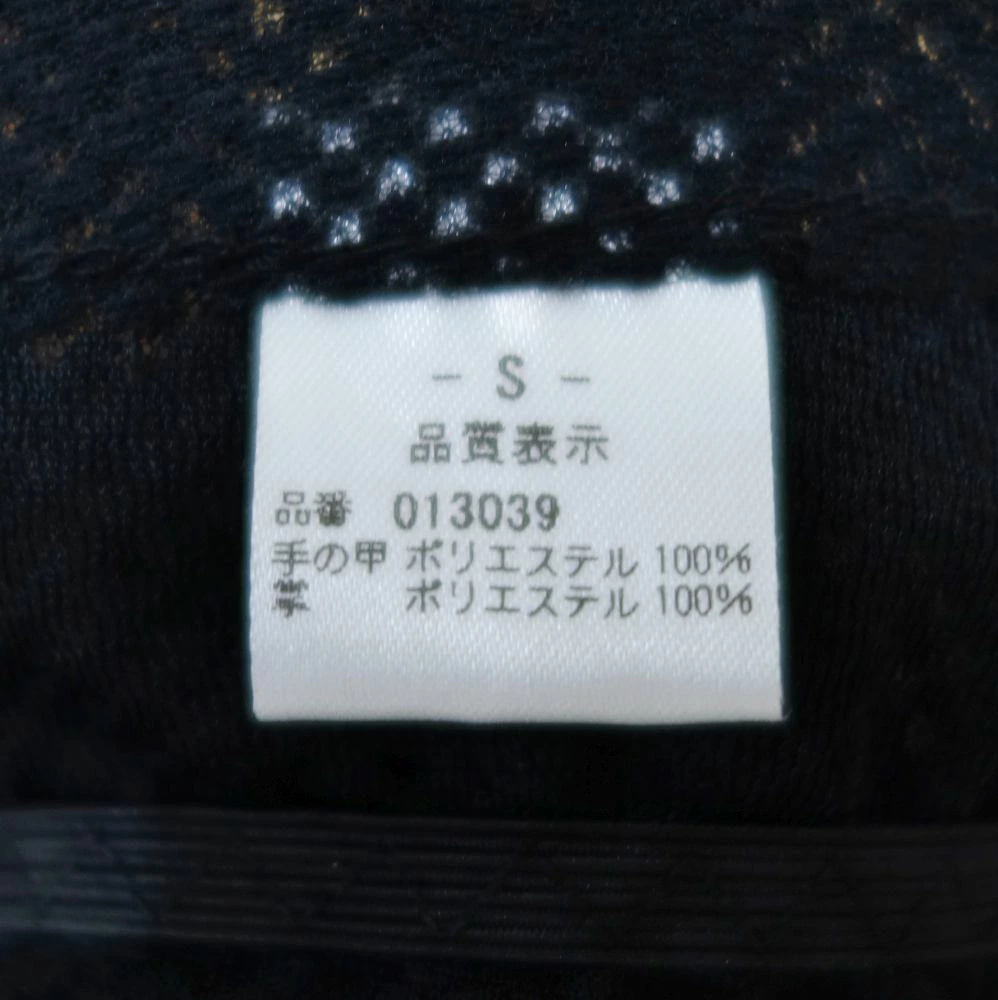 - S -
品質表示
品番 013039
手の甲 ポリエステル 100%
ポリエステル 100%